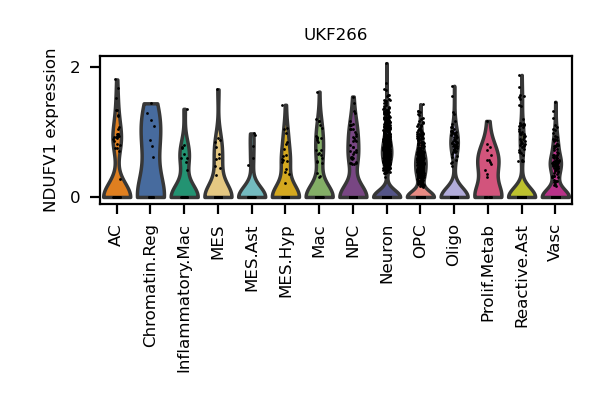 UKF266
NDUFV1 expression
2
0
AC
Chromatin.Reg
Inflammatory.Mac
MES
MES.Ast
MES.Hyp
Mac
NPC
Neuron
OPC
Oligo
Prolif.Metab
Reactive.Ast
Vasc